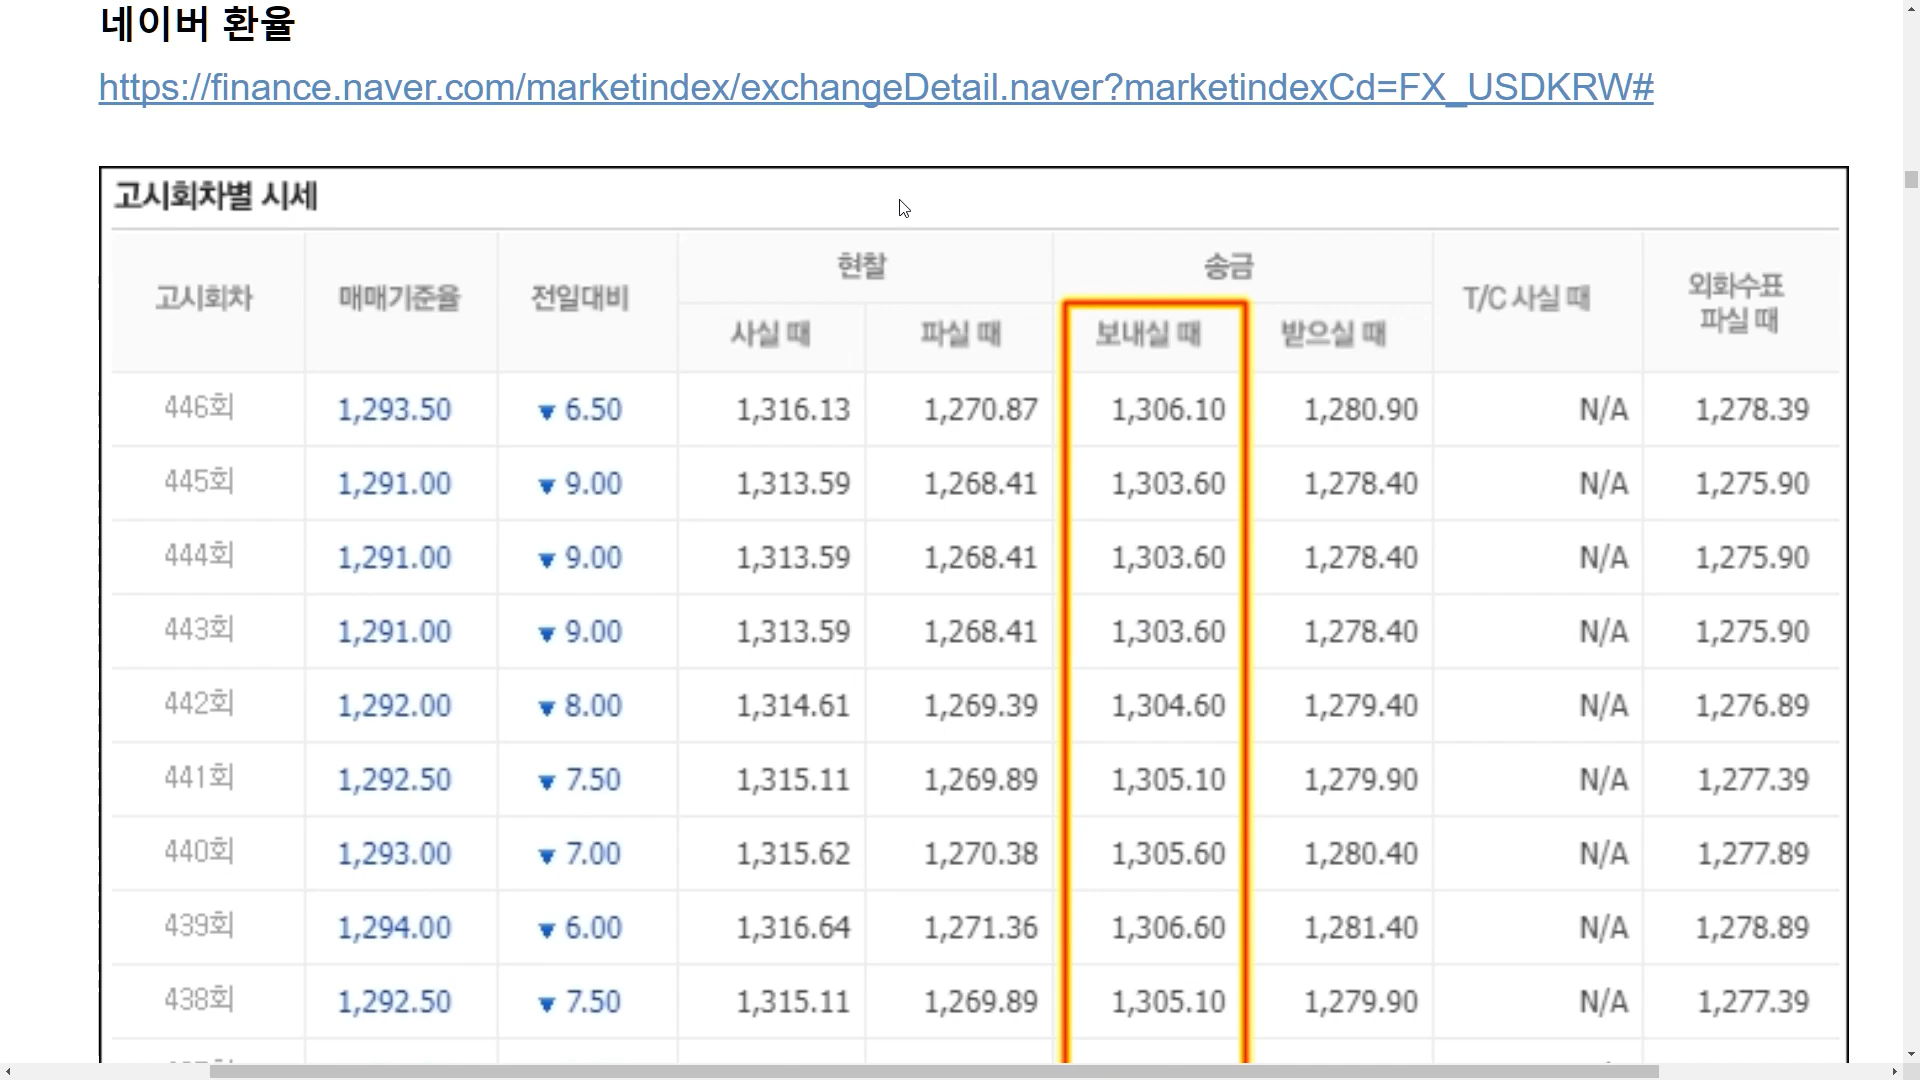 네이버 환율
https://finance.naver.com/marketindex/exchangeDetail.naver?marketindexCd=FX_USDKRW#
고시회차별 시세
고시회차 매매기준율 전일대비 현찰 송금 T/C 사실 때 외화수표 파실 때
사실 때 파실 때 보내실 때 받으실 때
446회 1,293.50 ▼ 6.50 1,316.13 1,270.87 1,306.10 1,280.90 N/A 1,278.39
445회 1,291.00 ▼ 9.00 1,313.59 1,268.41 1,303.60 1,278.40 N/A 1,275.90
444회 1,291.00 ▼ 9.00 1,313.59 1,268.41 1,303.60 1,278.40 N/A 1,275.90
443회 1,291.00 ▼ 9.00 1,313.59 1,268.41 1,303.60 1,278.40 N/A 1,275.90
442회 1,292.00 ▼ 8.00 1,314.61 1,269.39 1,304.60 1,279.40 N/A 1,276.89
441회 1,292.50 ▼ 7.50 1,315.11 1,269.89 1,305.10 1,279.90 N/A 1,277.39
440회 1,293.00 ▼ 7.00 1,315.62 1,270.38 1,305.60 1,280.40 N/A 1,277.89
439회 1,294.00 ▼ 6.00 1,316.64 1,271.36 1,306.60 1,281.40 N/A 1,278.89
438회 1,292.50 ▼ 7.50 1,315.11 1,269.89 1,305.10 1,279.90 N/A 1,277.39